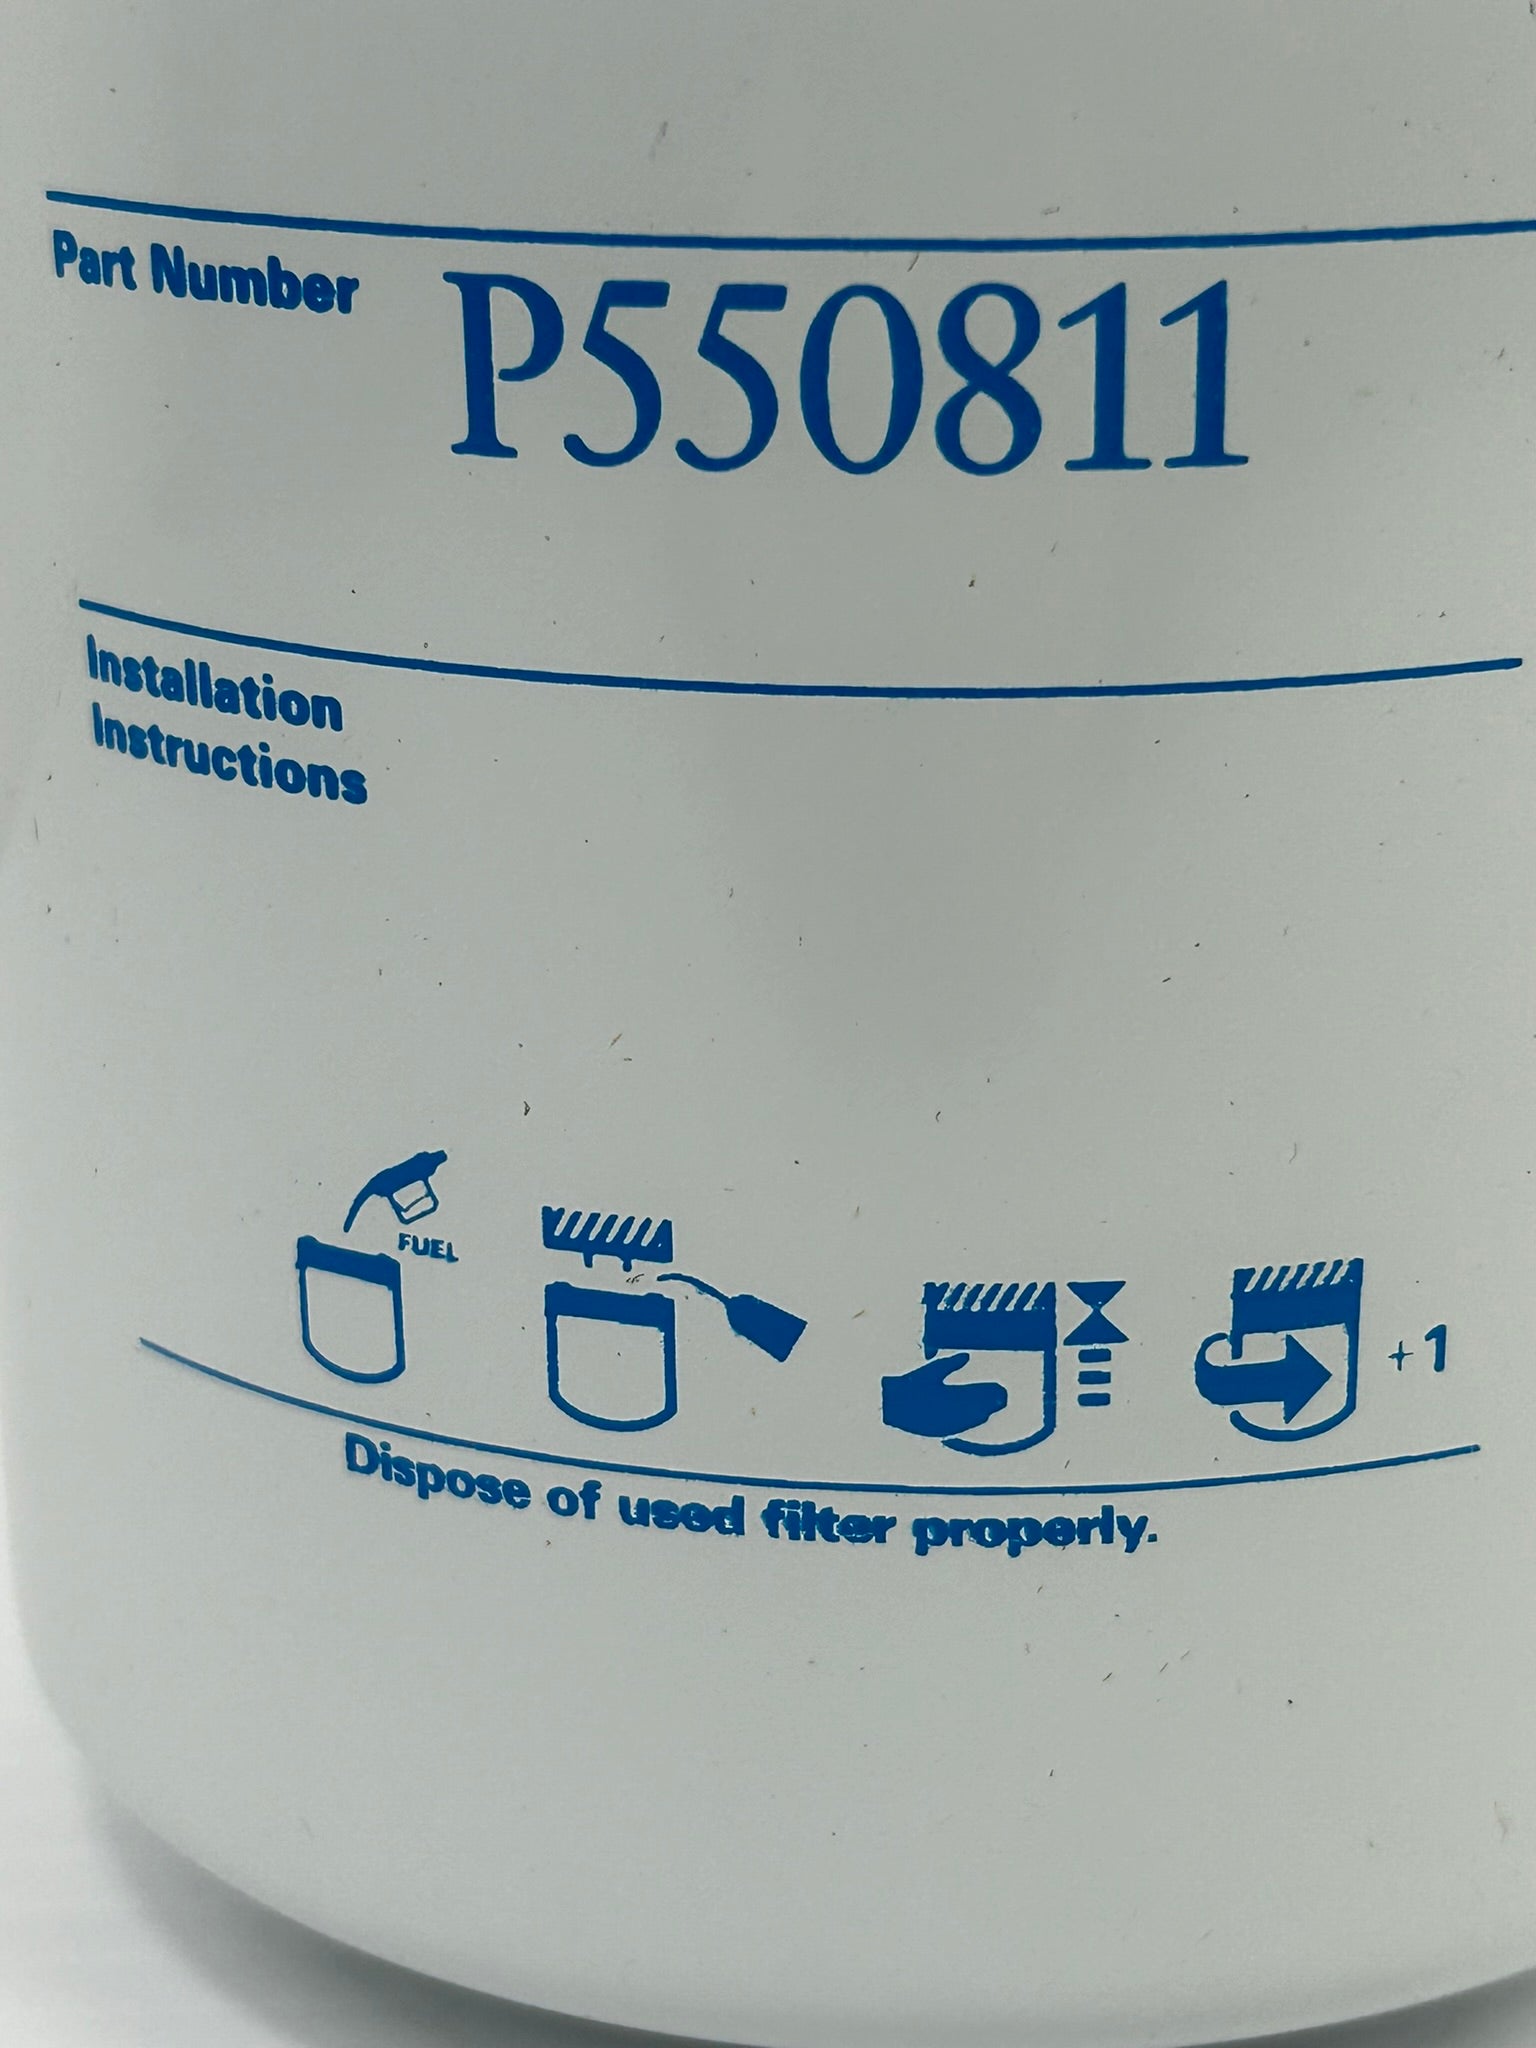 Part Number
P550811
Installation
Instructions
FUEL
+1
Dispose of used filter properly.